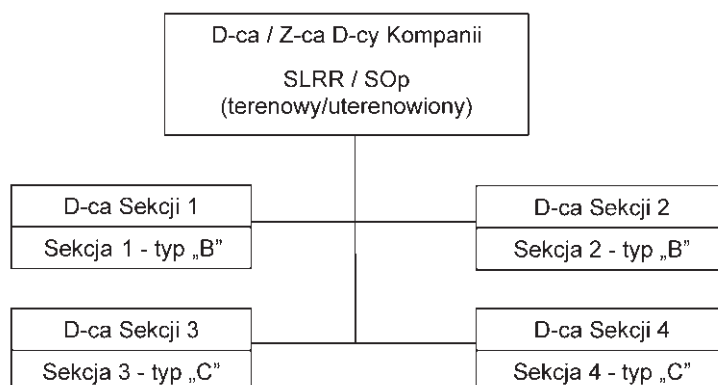 D-ca / Z-ca D-cy Kompanii
SLRR / SOp
(terenowy/uterenowiony)
D-ca Sekcji 1
Sekcja 1 - typ „B”
D-ca Sekcji 2
Sekcja 2 - typ „B”
D-ca Sekcji 3
Sekcja 3 - typ „C”
D-ca Sekcji 4
Sekcja 4 - typ „C”